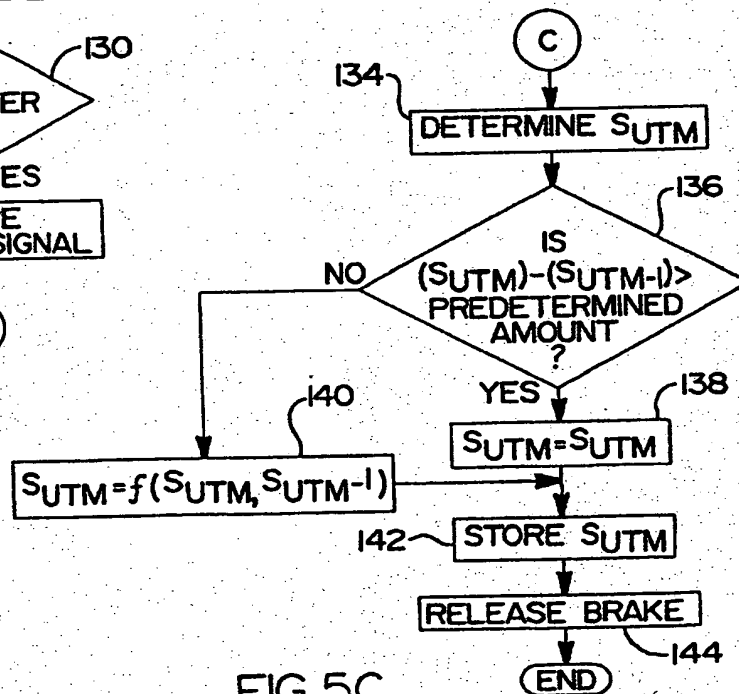 130
ER
ES
E
SIGNAL
C
134
DETERMINE SUTM
136
IS
(SUTM)-(SUTM-1)>
PREDETERMINED
AMOUNT
?
NO
YES
138
SUTM=SUTM
140
SUTM=f(SUTM,SUTM-1)
142
STORE SUTM
RELEASE BRAKE
144
END
FIG.5C